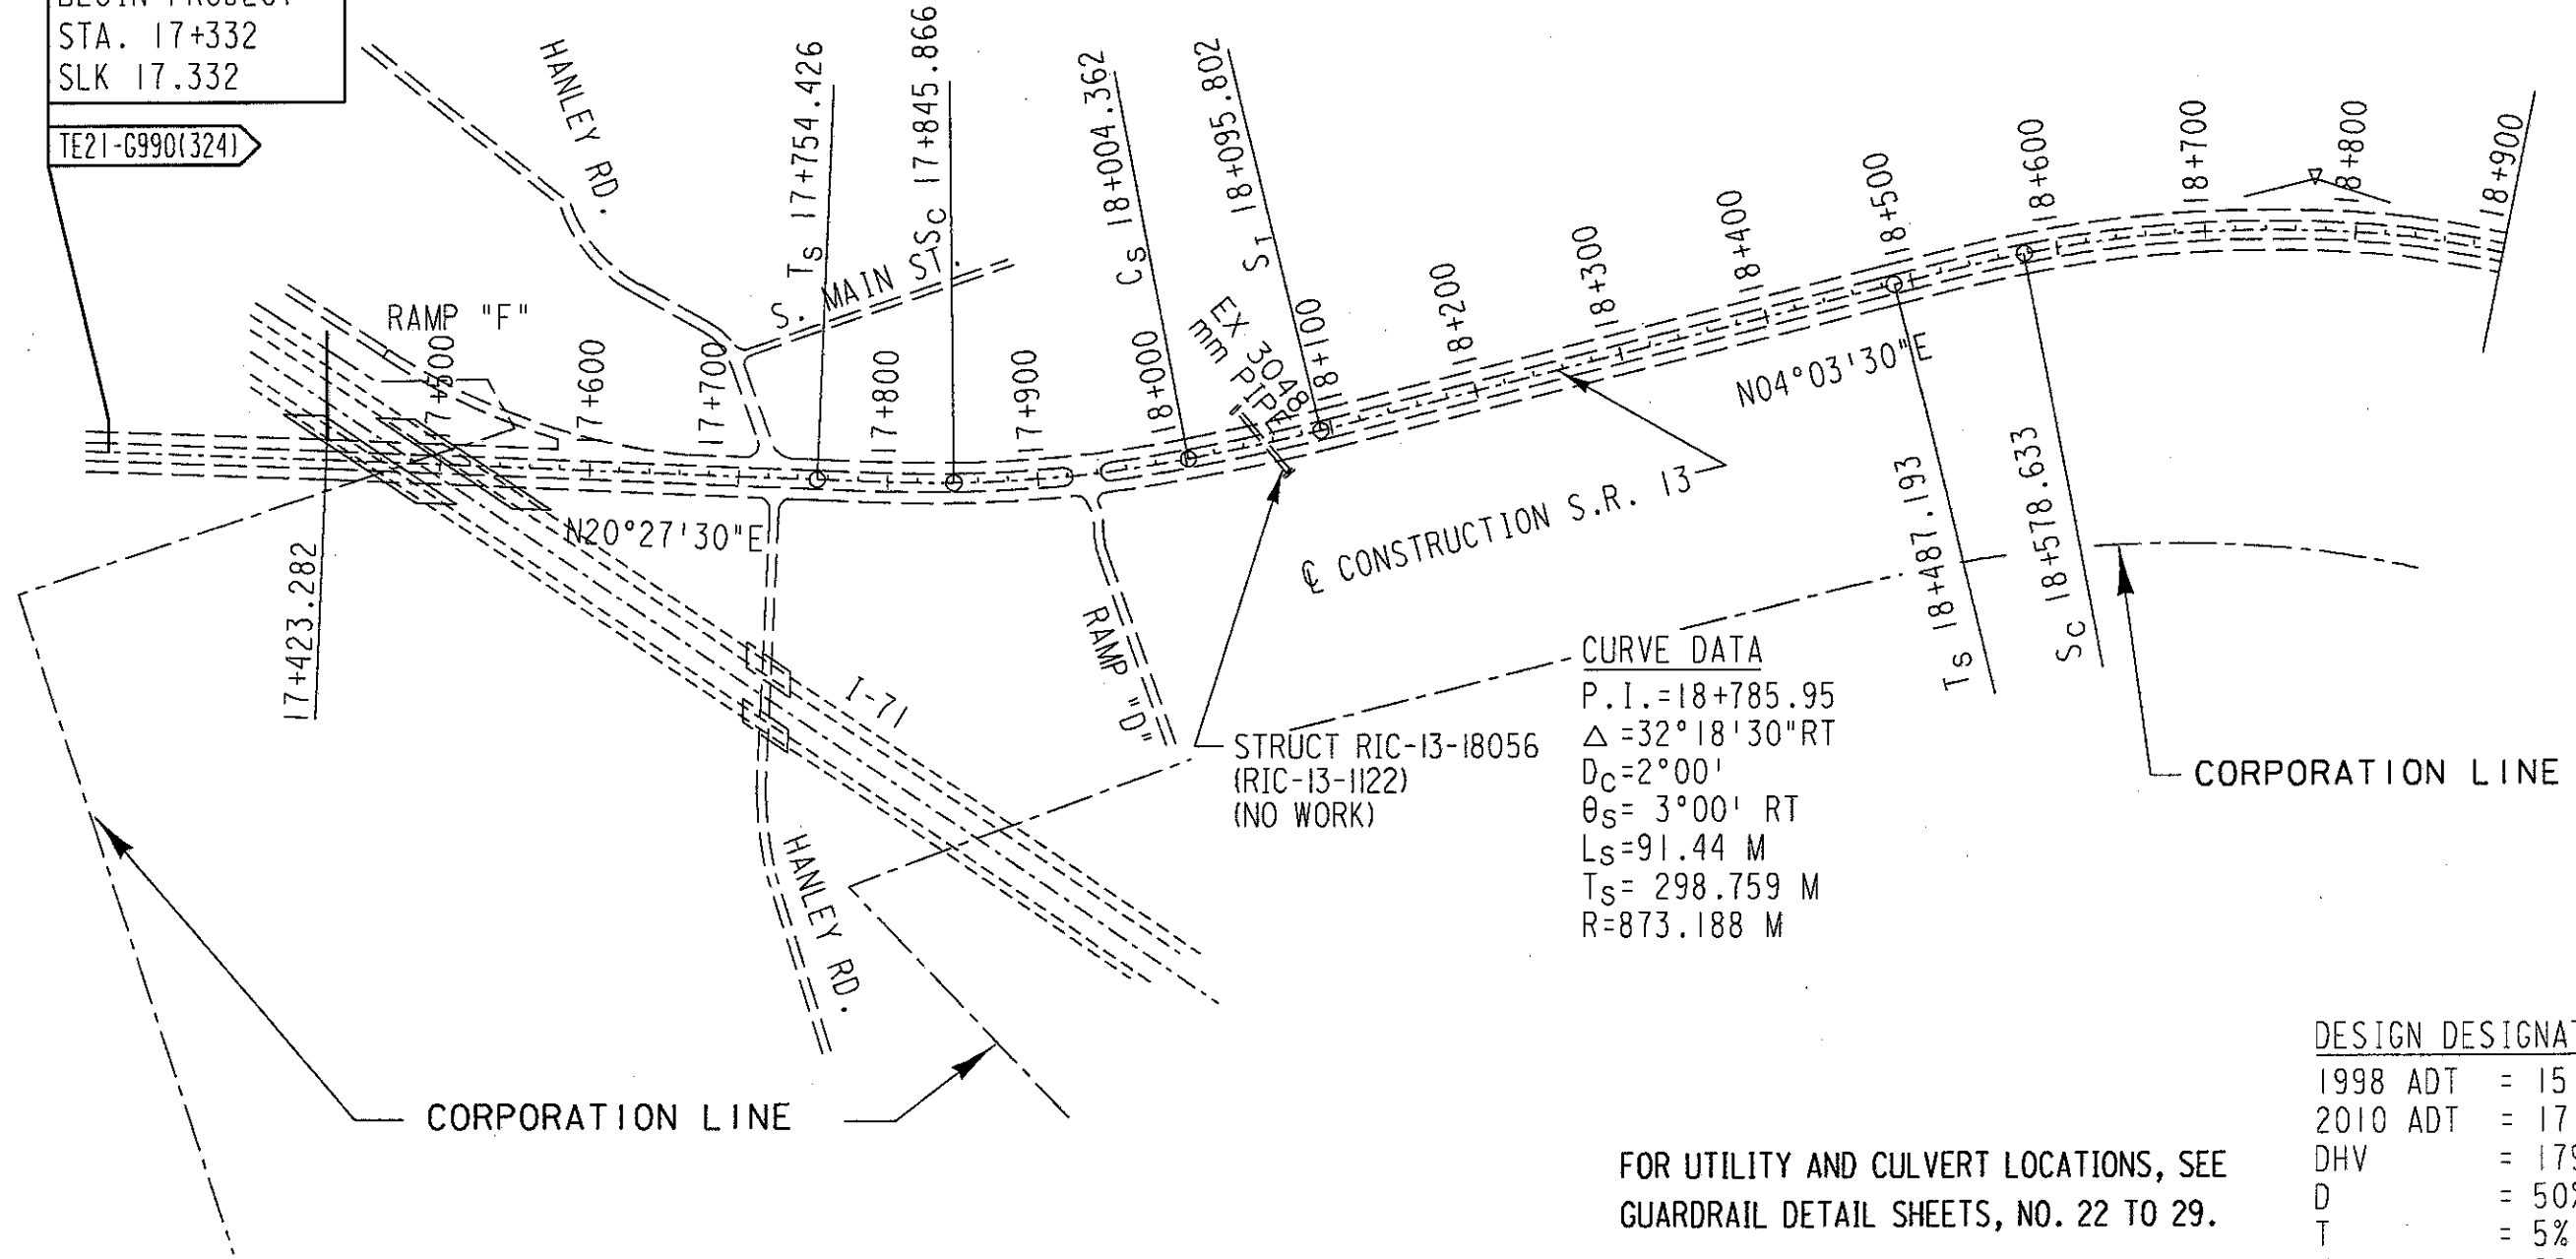 STA. 17+332
SLK 17.332
TE21-G990(324)
HANLEY RD.
TS 17+754.426
SC 17+845.866
CS 18+004.362
S I 18+095.802
S. MAIN ST.
RAMP "F"
17+500
17+600
17+700
17+800
17+900
18+000
18+100
18+200
18+300
18+400
18+500
18+600
18+700
18+800
18+900
EX 3048
mm PIPE
N20°27'30"E
N04°03'30"E
17+423.282
℄ CONSTRUCTION S.R. 13
TS 18+487.193
SC 18+578.633
RAMP "D"
I-71
HANLEY RD.
STRUCT RIC-13-18056
(RIC-13-1122)
(NO WORK)
CURVE DATA
P.I.=18+785.95
△=32°18'30"RT
DC=2°00'
θS= 3°00' RT
LS=91.44 M
TS= 298.759 M
R=873.188 M
CORPORATION LINE
CORPORATION LINE
FOR UTILITY AND CULVERT LOCATIONS, SEE
GUARDRAIL DETAIL SHEETS, NO. 22 TO 29.
1998 ADT = 15
2010 ADT = 17
DHV = 179
D = 50%
T = 5%